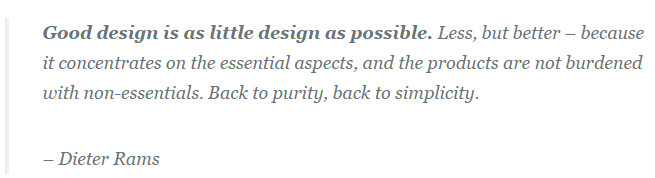 Good design is as little design as possible. Less, but better – because
it concentrates on the essential aspects, and the products are not burdened
with non-essentials. Back to purity, back to simplicity.
– Dieter Rams